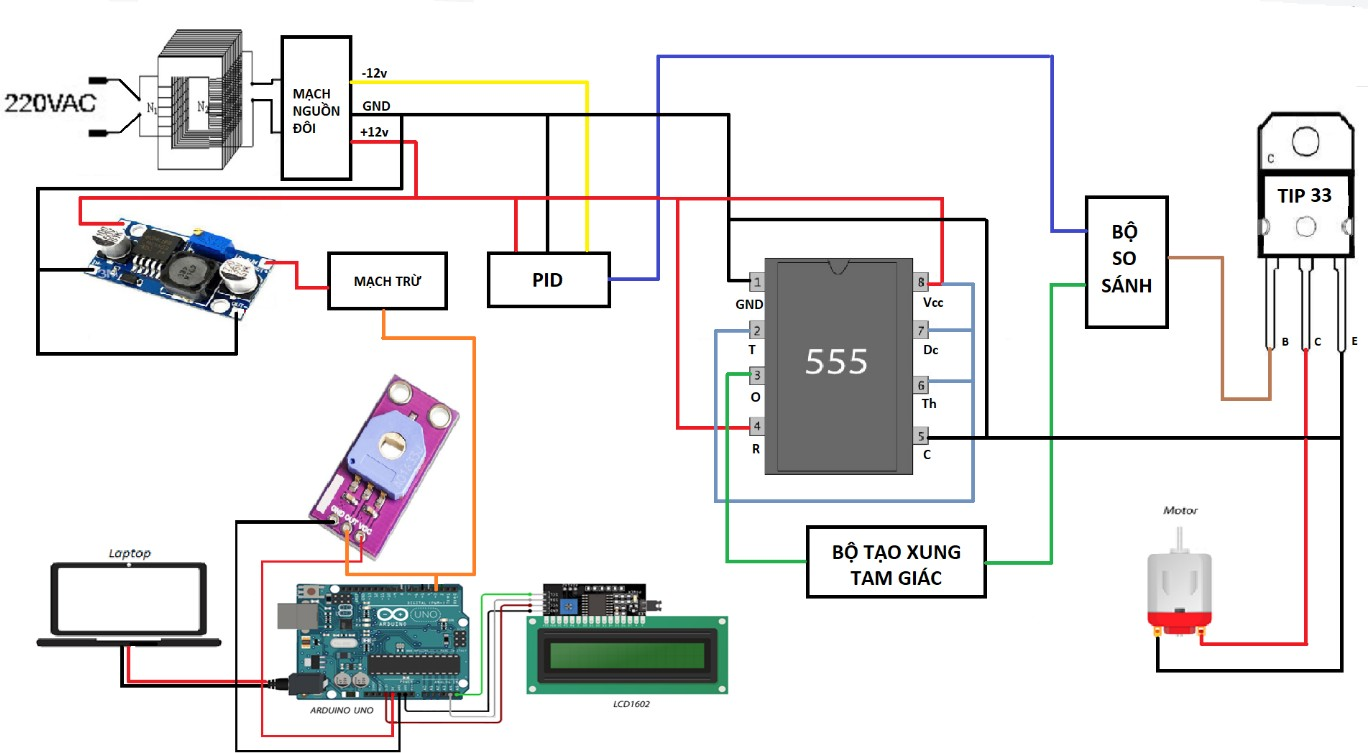 220VAC
N1
N2
MẠCH
NGUỒN
ĐÔI
-12v
GND
+12v
MẠCH TRỪ
PID
555
1
GND
2
T
3
O
4
R
8
Vcc
7
Dc
6
Th
5
C
BỘ
SO
SÁNH
C
TIP 33
B
C
E
BỘ TẠO XUNG
TAM GIÁC
Motor
GND OUT VCC
Laptop
UNO
ARDUINO
ARDUINO UNO
LCD1602